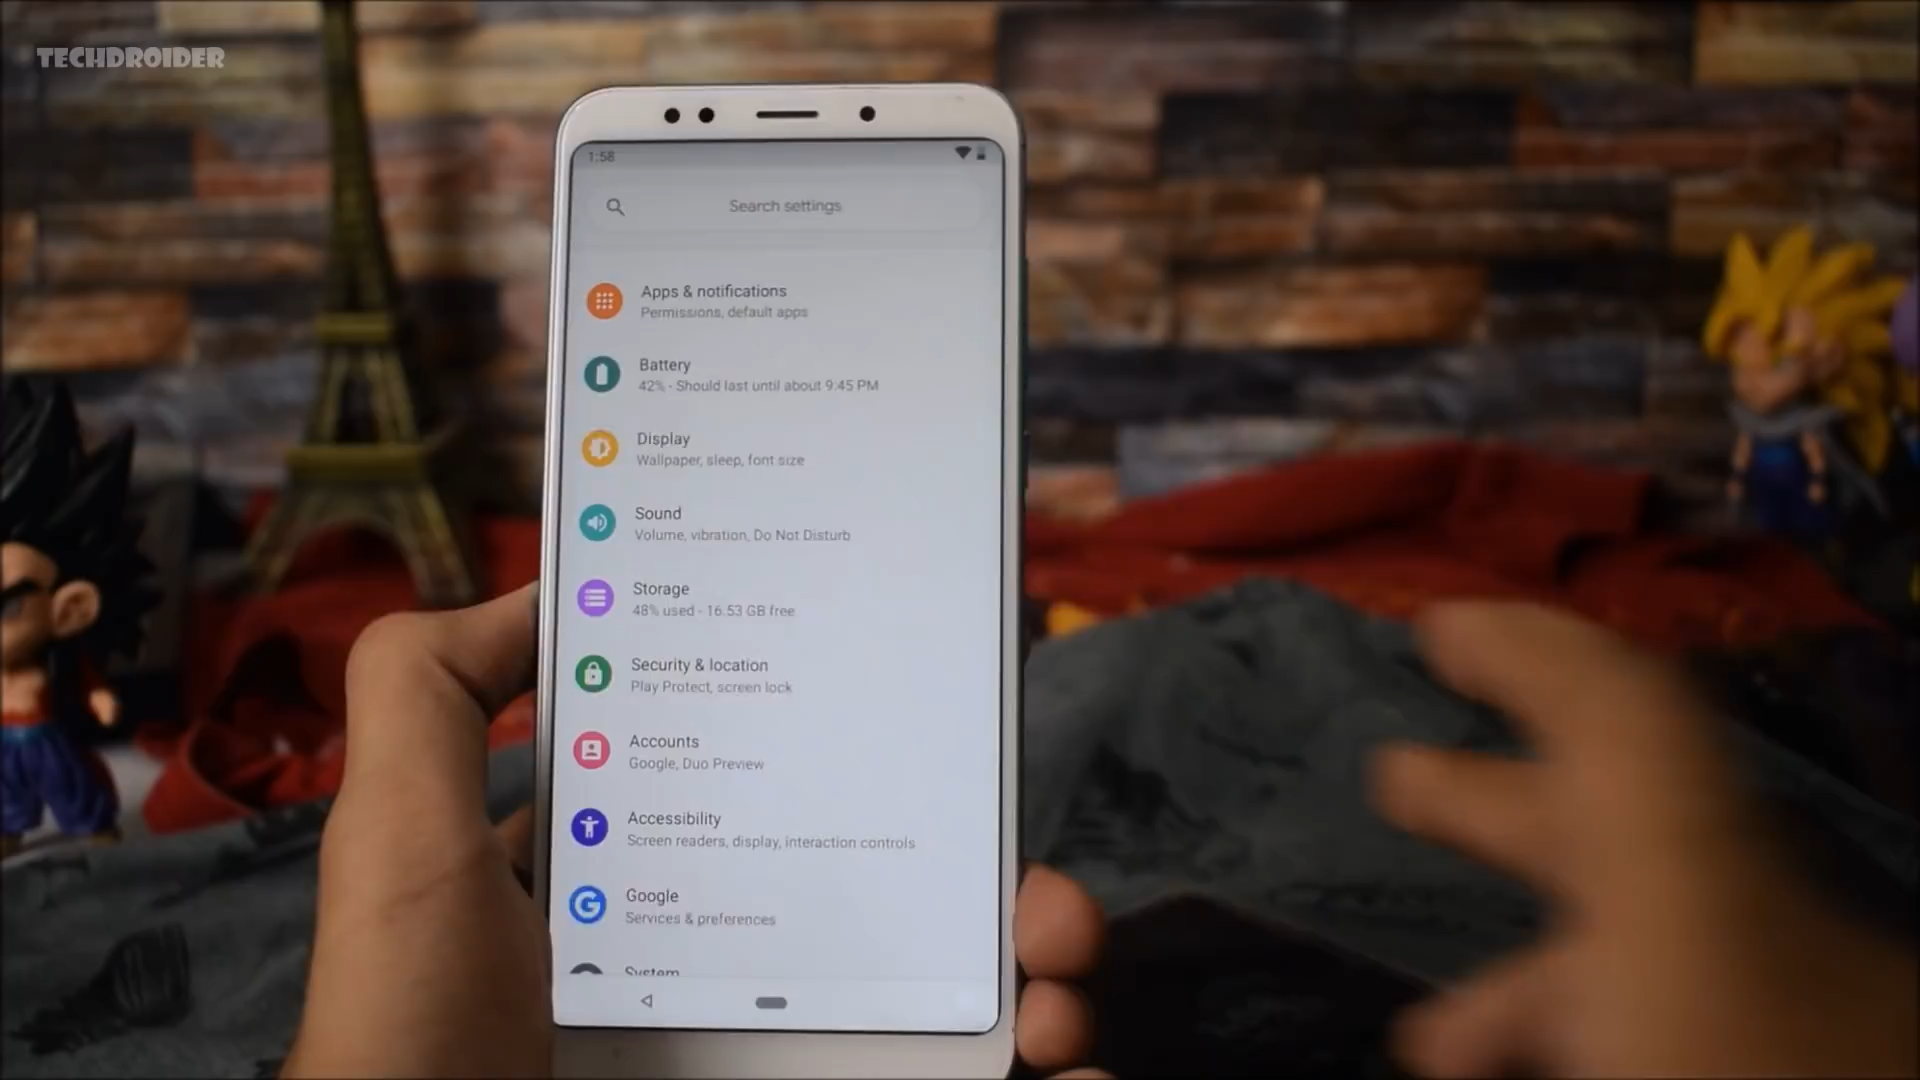 TECHDROIDER
1:58
Search settings
Apps & notifications
Permissions, default apps
Battery
42% - Should last until about 9:45 PM
Display
Wallpaper, sleep, font size
Sound
Volume, vibration, Do Not Disturb
Storage
48% used - 16.53 GB free
Security & location
Play Protect, screen lock
Accounts
Google, Duo Preview
Accessibility
Screen readers, display, interaction controls
Google
Services & preferences
System